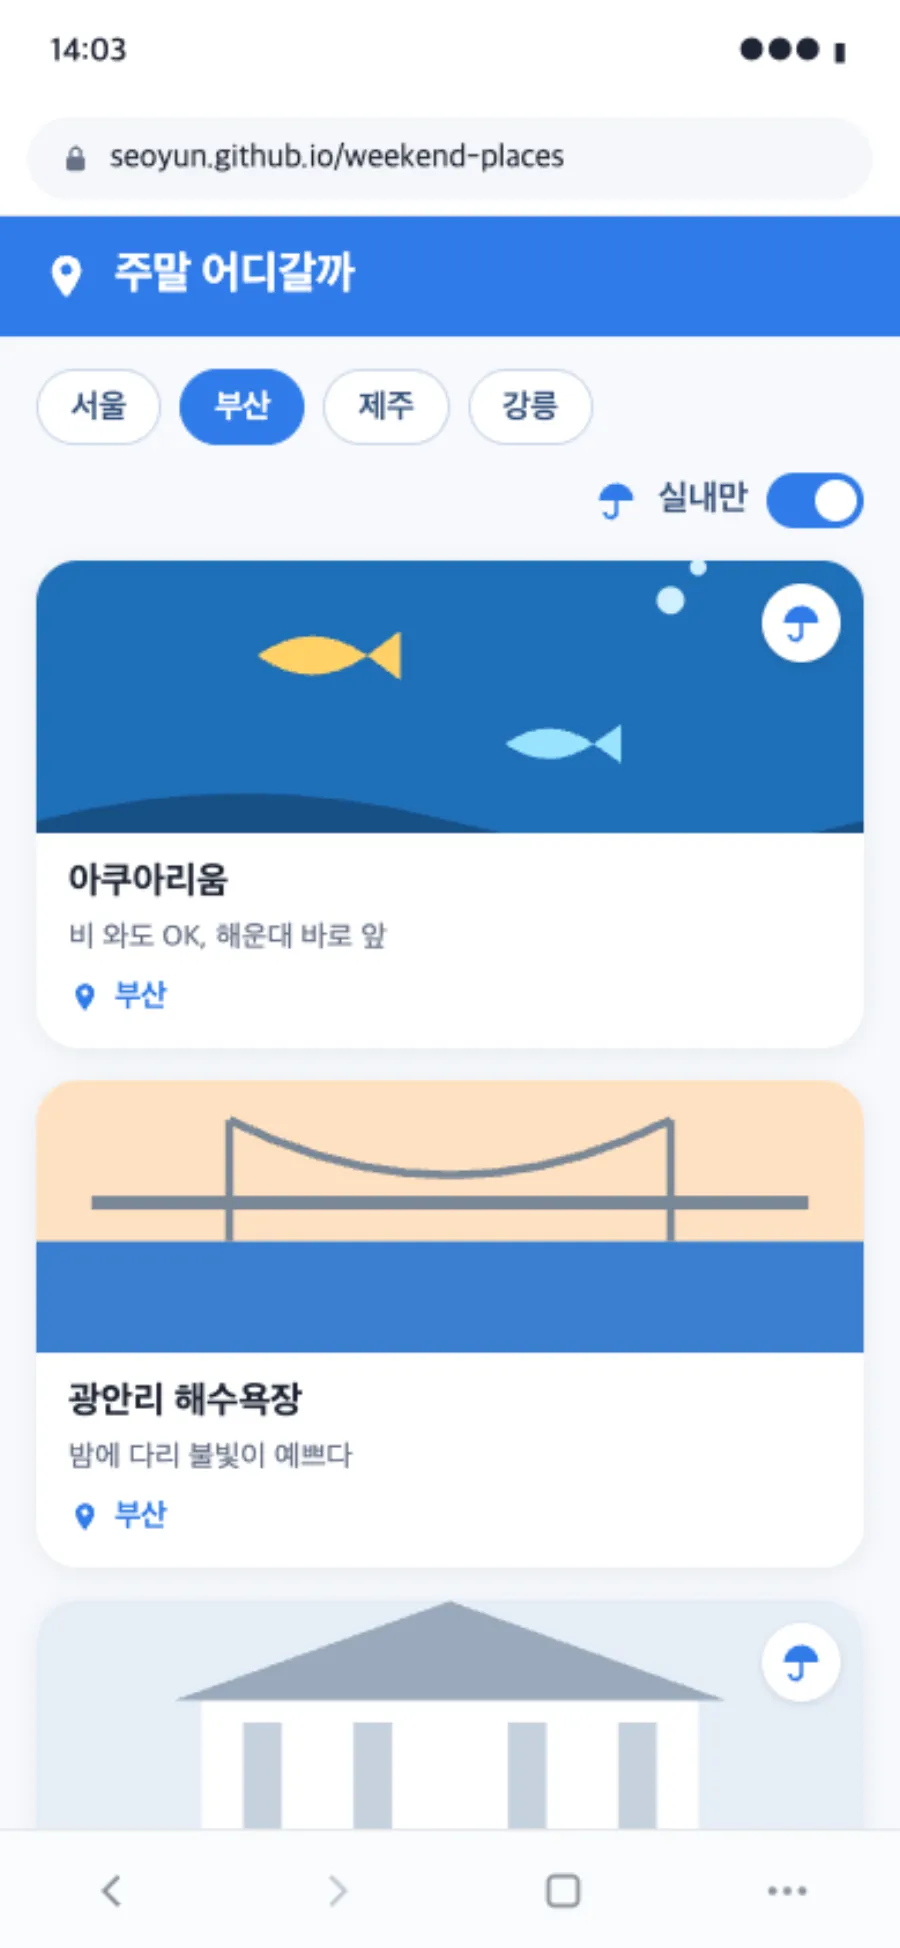 14:03
seoyun.github.io/weekend-places
주말 어디갈까
서울 부산 제주 강릉
실내만
아쿠아리움
비 와도 OK, 해운대 바로 앞
부산
광안리 해수욕장
밤에 다리 불빛이 예쁘다
부산